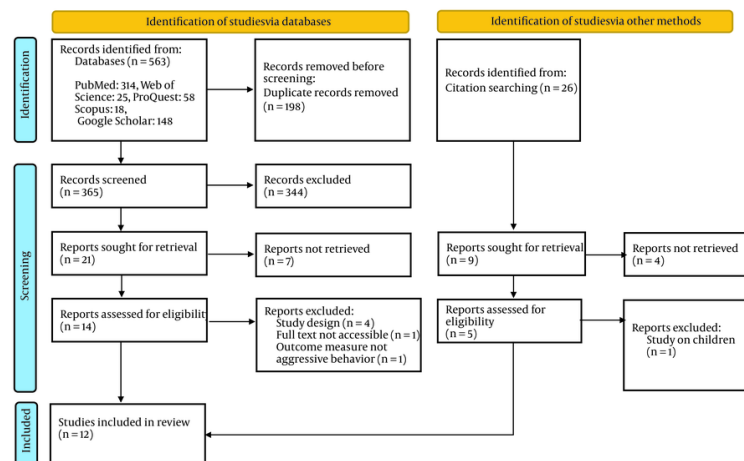 Identification of studiesvia databases
Identification of studiesvia other methods
Identification
Records identified from:
Databases (n = 563)
PubMed: 314, Web of
Science: 25, ProQuest: 58
Scopus: 18,
Google Scholar: 148
Records removed before
screening:
Duplicate records removed
(n = 198)
Records identified from:
Citation searching (n = 26)
Screening
Records screened
(n = 365)
Records excluded
(n = 344)
Reports sought for retrieval
(n = 21)
Reports not retrieved
(n = 7)
Reports sought for retrieval
(n = 9)
Reports not retrieved
(n = 4)
Reports assessed for eligibility
(n = 14)
Reports excluded:
Study design (n = 4)
Full text not accessible (n = 1)
Outcome measure not
aggressive behavior (n = 1)
Reports assessed for
eligibility
(n = 5)
Reports excluded:
Study on children
(n = 1)
Included
Studies included in review
(n = 12)